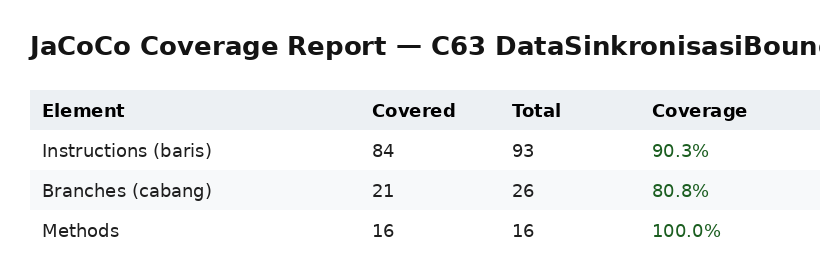 JaCoCo Coverage Report — C63 DataSinkronisasiBoun
Element Covered Total Coverage
Instructions (baris) 84 93 90.3%
Branches (cabang) 21 26 80.8%
Methods 16 16 100.0%